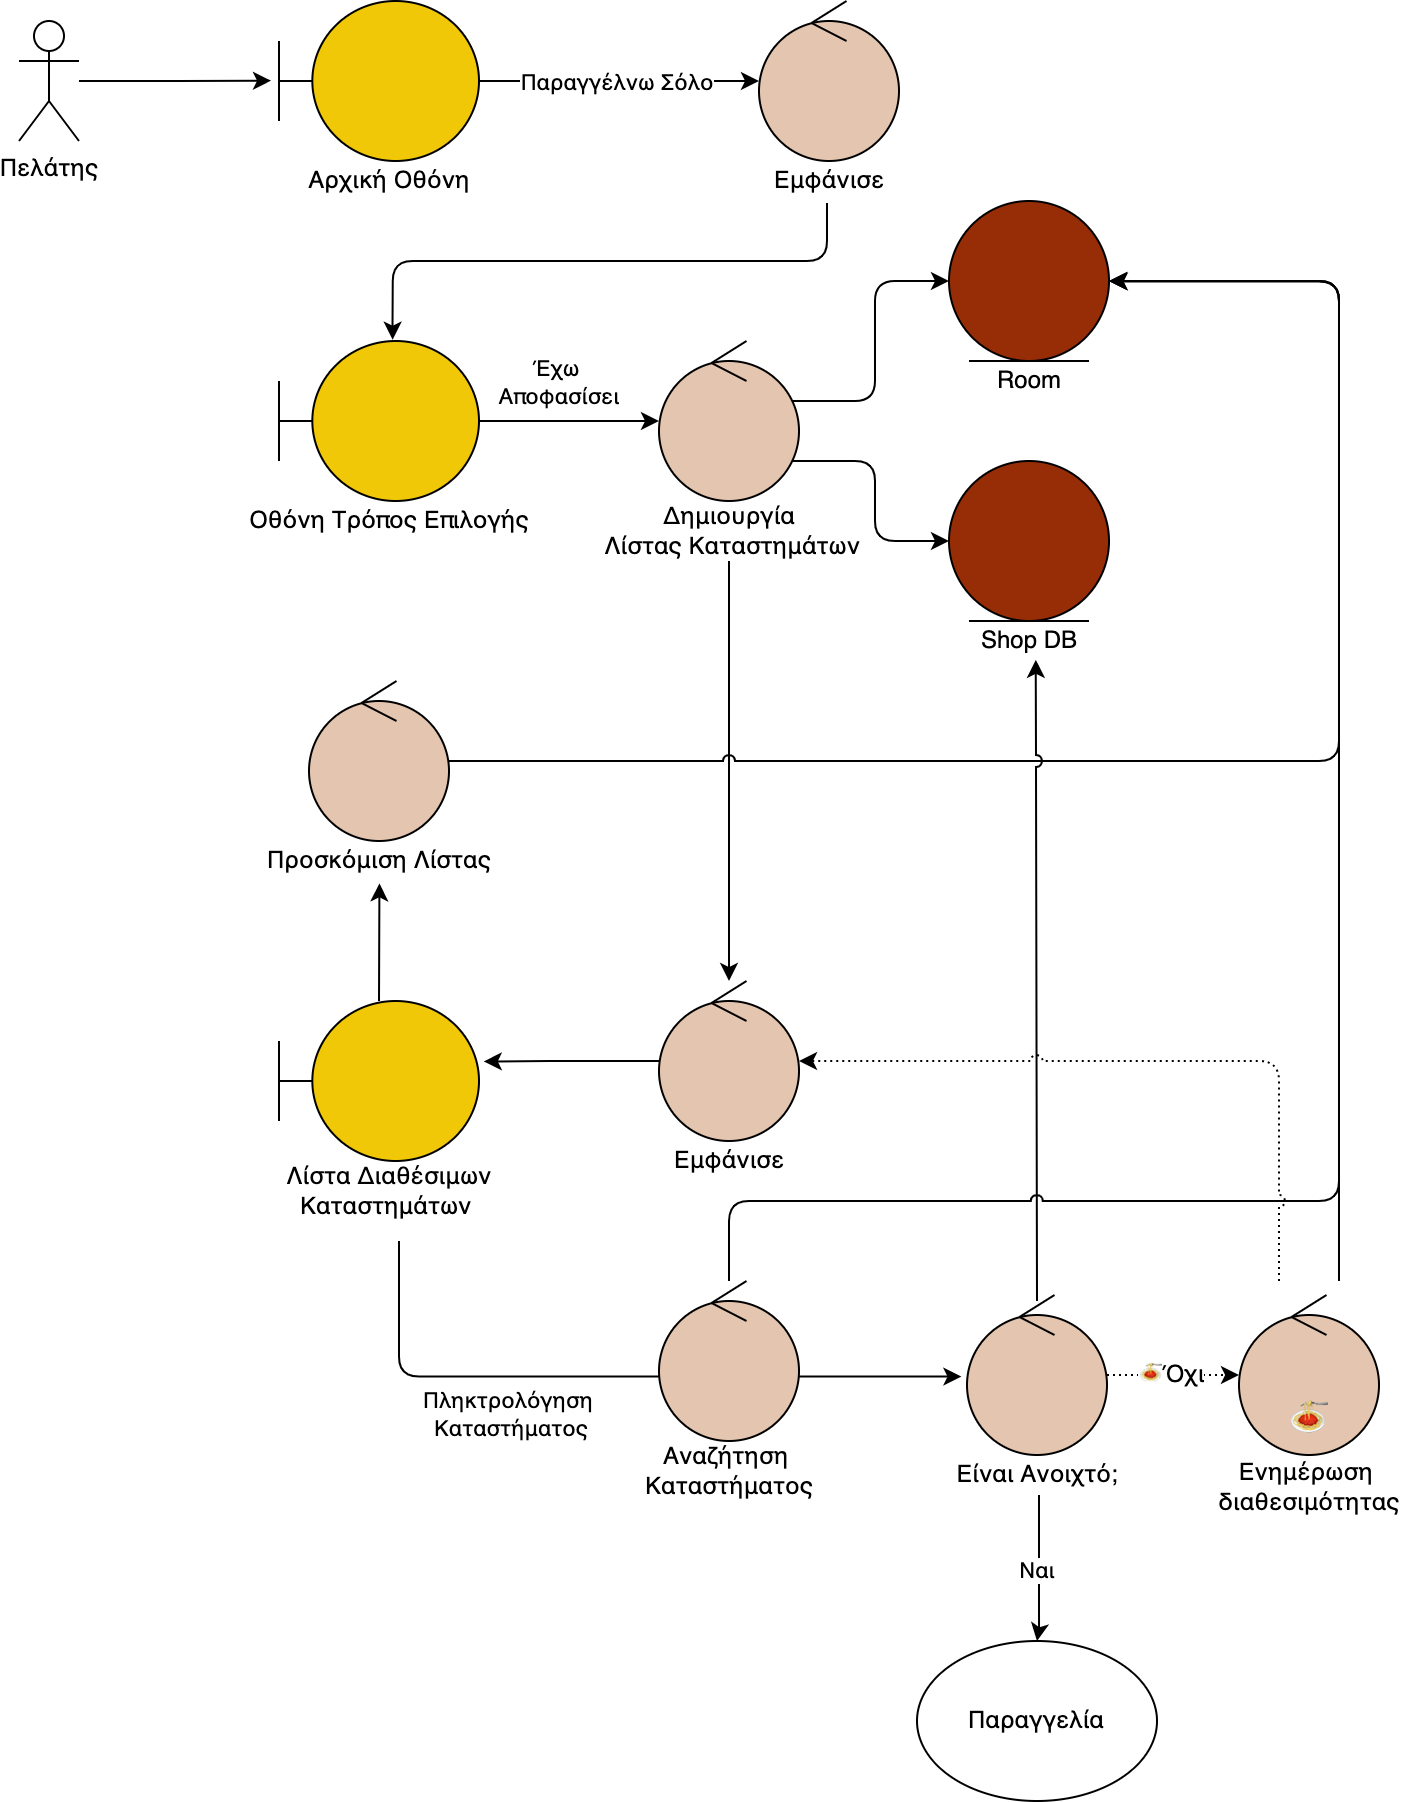 Πελάτης
Αρχική Οθόνη
Παραγγέλνω Σόλο
Εμφάνισε
Room
Έχω
Αποφασίσει
Οθόνη Τρόπος Επιλογής
Δημιουργία
Λίστας Καταστημάτων
Shop DB
Προσκόμιση Λίστας
Λίστα Διαθέσιμων
Καταστημάτων
Εμφάνισε
Πληκτρολόγηση
Καταστήματος
Αναζήτηση
Καταστήματος
Είναι Ανοιχτό;
🍝Όχι
🍝
Ενημέρωση
διαθεσιμότητας
Ναι
Παραγγελία